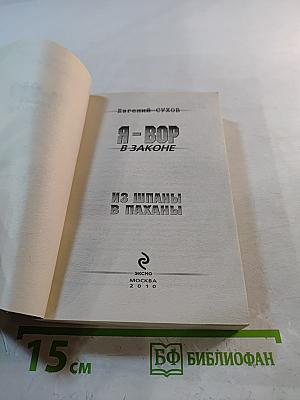 Евгений СУХОВ
Я – ВОР
В ЗАКОНЕ
ИЗ ШПАНЫ
В ПАХАНЫ
ЭКСМО
МОСКВА
2010
15 см
БФ БИБЛИОФАН